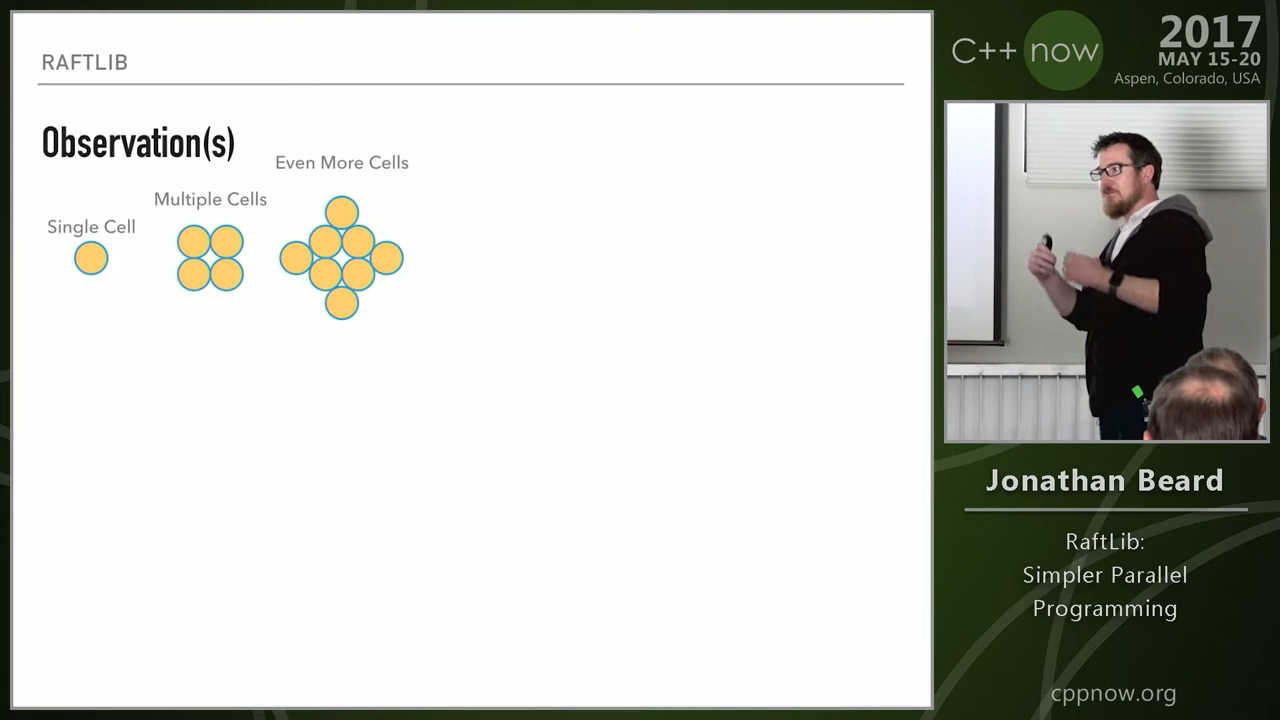 RAFTLIB
Observation(s)
Even More Cells
Multiple Cells
Single Cell
C++ now
2017
MAY 15-20
Aspen, Colorado, USA
Jonathan Beard
RaftLib:
Simpler Parallel
Programming
cppnow.org